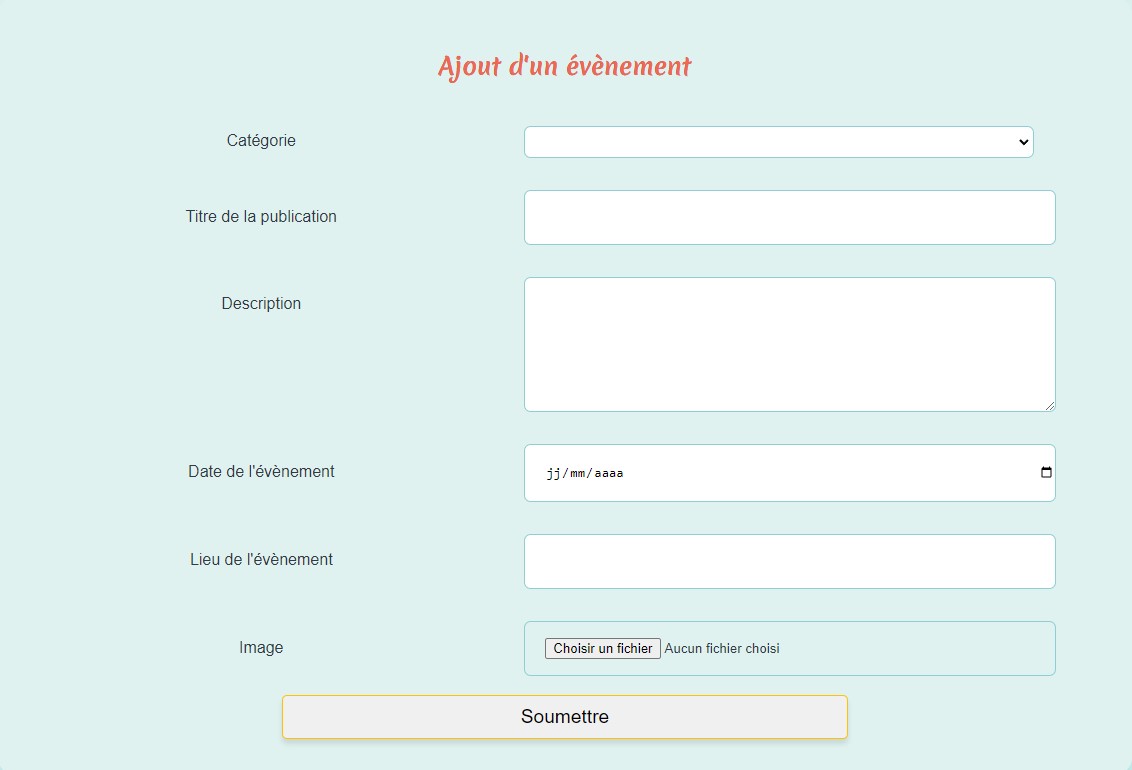 Ajout d'un évènement
Catégorie
Titre de la publication
Description
Date de l'évènement
jj/mm/aaaa
Lieu de l'évènement
Image
Choisir un fichier Aucun fichier choisi
Soumettre